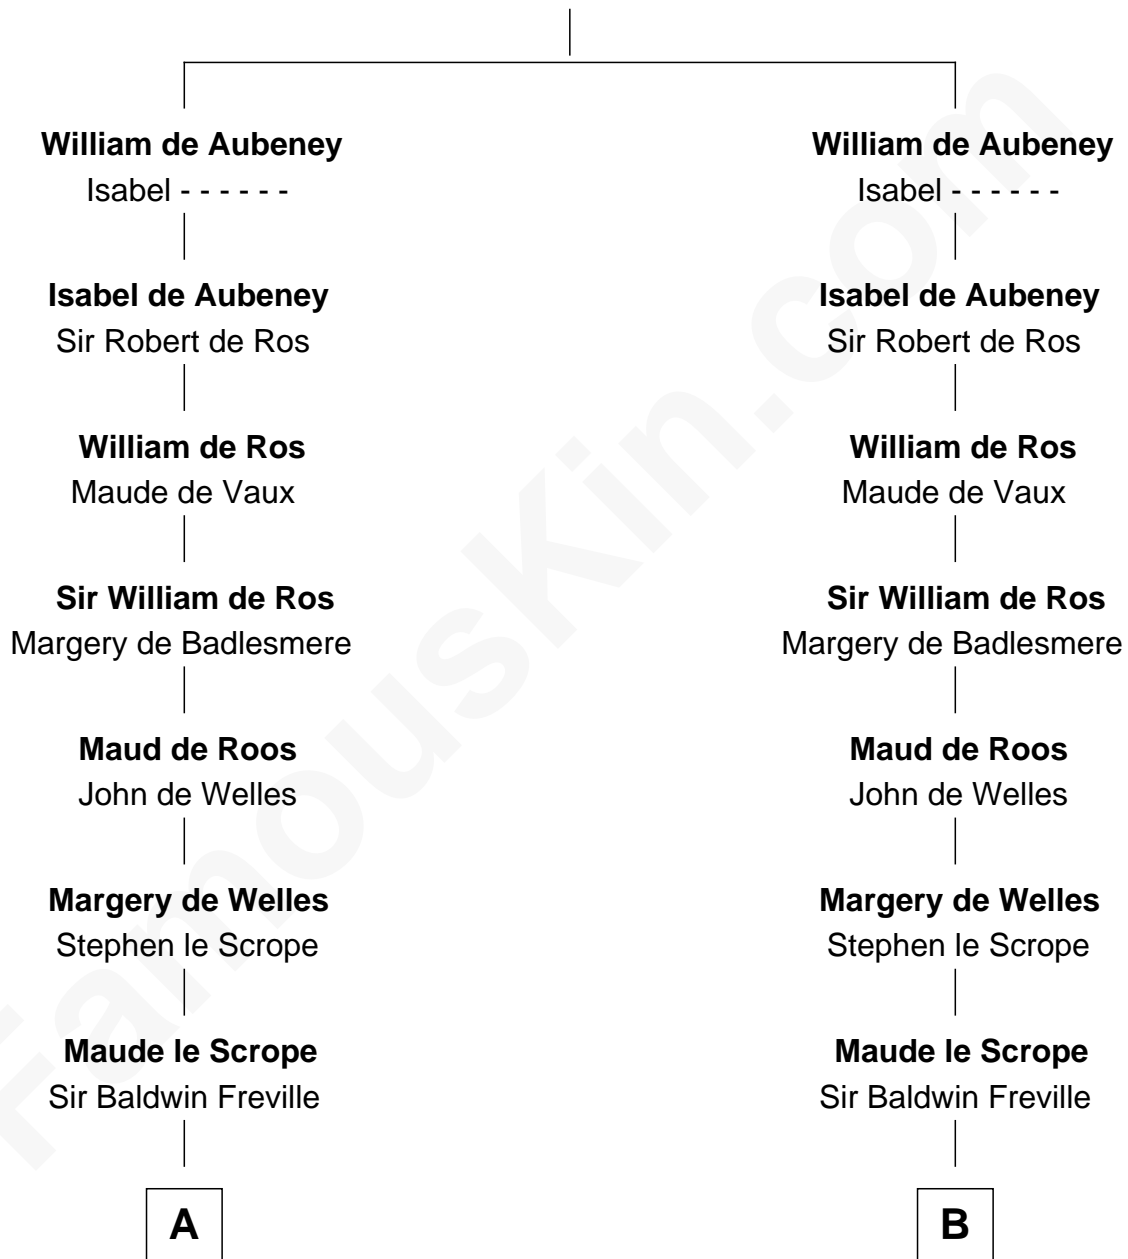 William de Aubeney
Isabel - - - - - -
Isabel de Aubeney
Sir Robert de Ros
William de Ros
Maude de Vaux
Sir William de Ros
Margery de Badlesmere
Maud de Roos
John de Welles
Margery de Welles
Stephen le Scrope
Maude le Scrope
Sir Baldwin Freville
A
William de Aubeney
Isabel - - - - - -
Isabel de Aubeney
Sir Robert de Ros
William de Ros
Maude de Vaux
Sir William de Ros
Margery de Badlesmere
Maud de Roos
John de Welles
Margery de Welles
Stephen le Scrope
Maude le Scrope
Sir Baldwin Freville
B
FamousKin.com